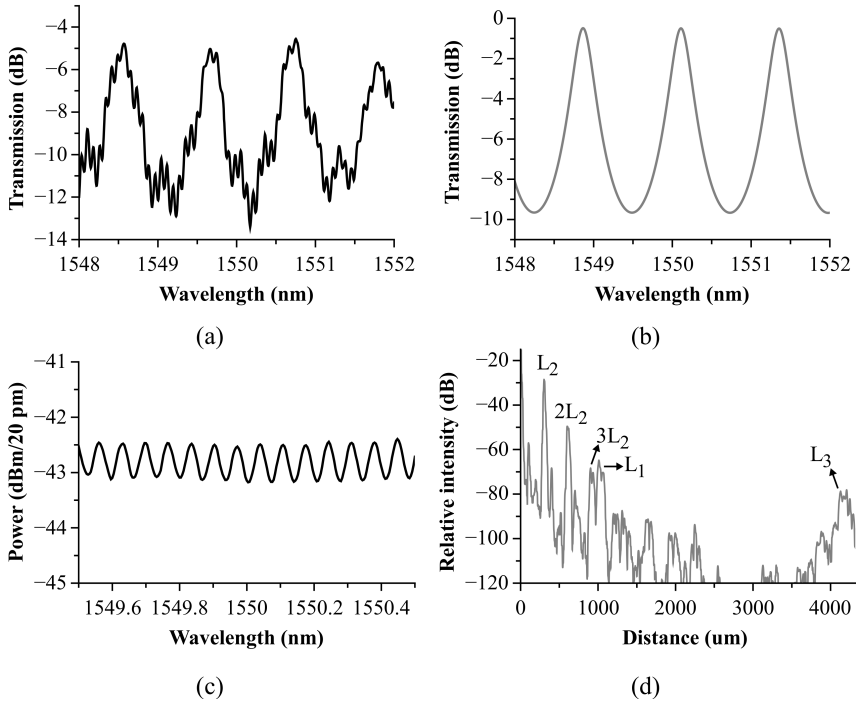 −4
−6
−8
−10
−12
−14
Transmission (dB)
1548 1549 1550 1551 1552
Wavelength (nm)
(a)
0
−2
−4
−6
−8
−10
Transmission (dB)
1548 1549 1550 1551 1552
Wavelength (nm)
(b)
−41
−42
−43
−44
−45
Power (dBm/20 pm)
1549.6 1549.8 1550 1550.2 1550.4
Wavelength (nm)
(c)
−20
−40
−60
−80
−100
−120
Relative intensity (dB)
L2
2L2
3L2
L1
L3
0 1000 2000 3000 4000
Distance (um)
(d)